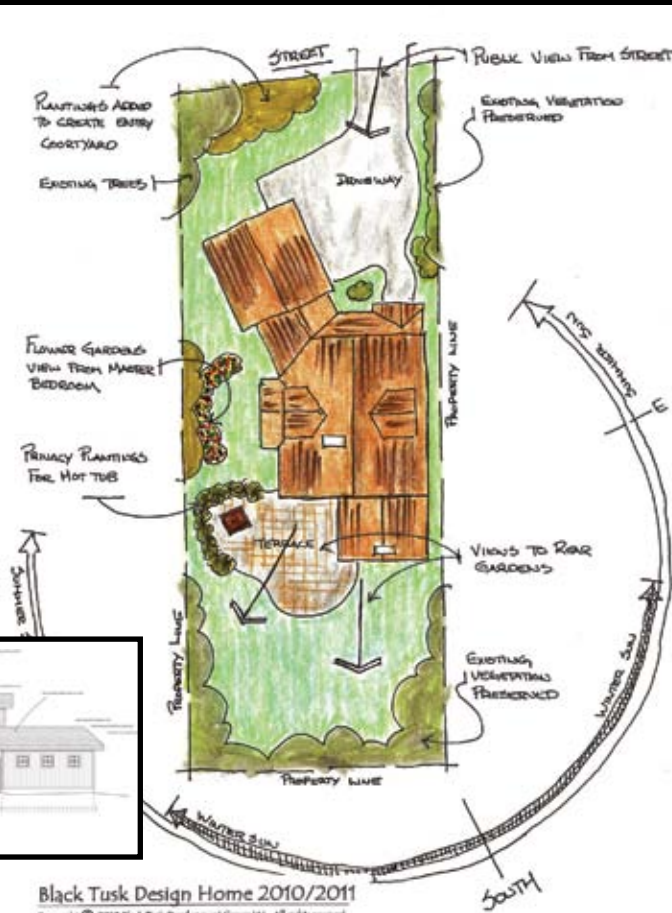 STREET
PUBLIC VIEW FROM STREET
PLANTINGS ADDED
TO CREATE ENTRY
COURTYARD
EXISTING VEGETATION
PRESERVED
EXISTING TREES
DRIVEWAY
SUMMER SUN
E
FLOWER GARDENS
VIEW FROM MASTER
BEDROOM
PROPERTY LINE
PRIVACY PLANTINGS
FOR HOT TUB
TERRACE
VIEWS TO REAR
GARDENS
SUMMER
PROPERTY LINE
EXISTING
VEGETATION
PRESERVED
WINTER SUN
PROPERTY LINE
WINTER SUN
SOUTH
Black Tusk Design Home 2010/2011